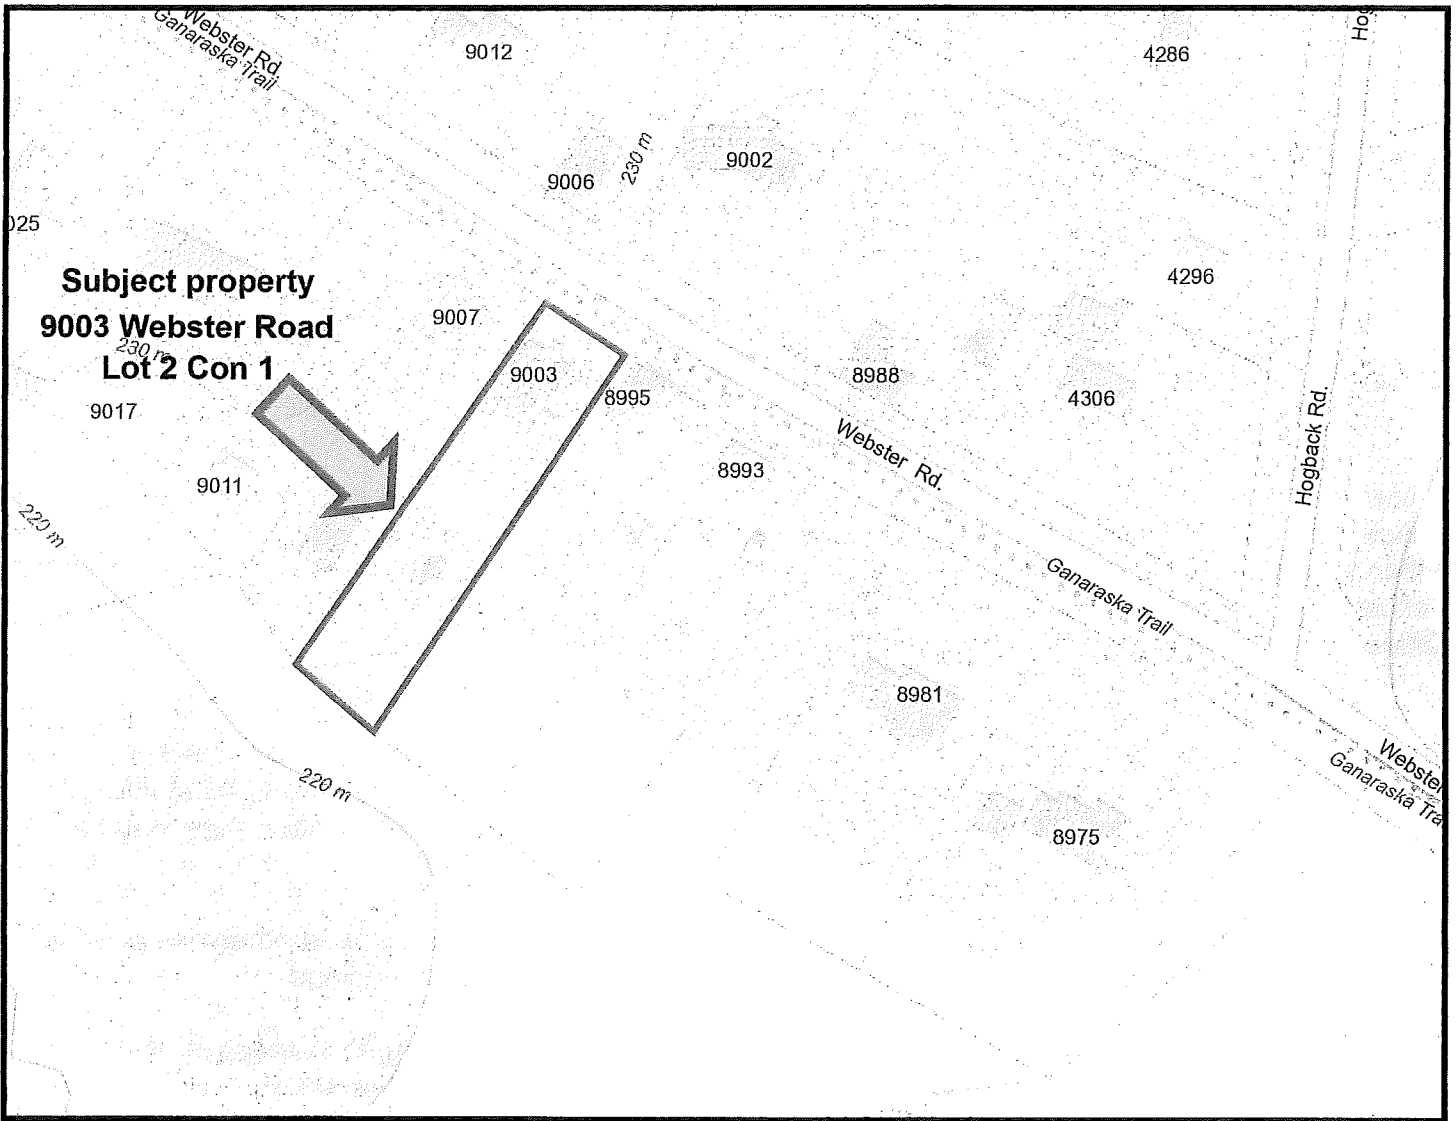 Webster Rd.
Ganaraska Trail
9012
4286
Hog
9006
230 m
9002
025
4296
Subject property
9003 Webster Road
Lot 2 Con 1
230 m
9007
9003
8995
8988
4306
9017
Webster Rd.
Hogback Rd.
8993
9011
220 m
Ganaraska Trail
8981
220 m
Webster
Ganaraska Tra
8975